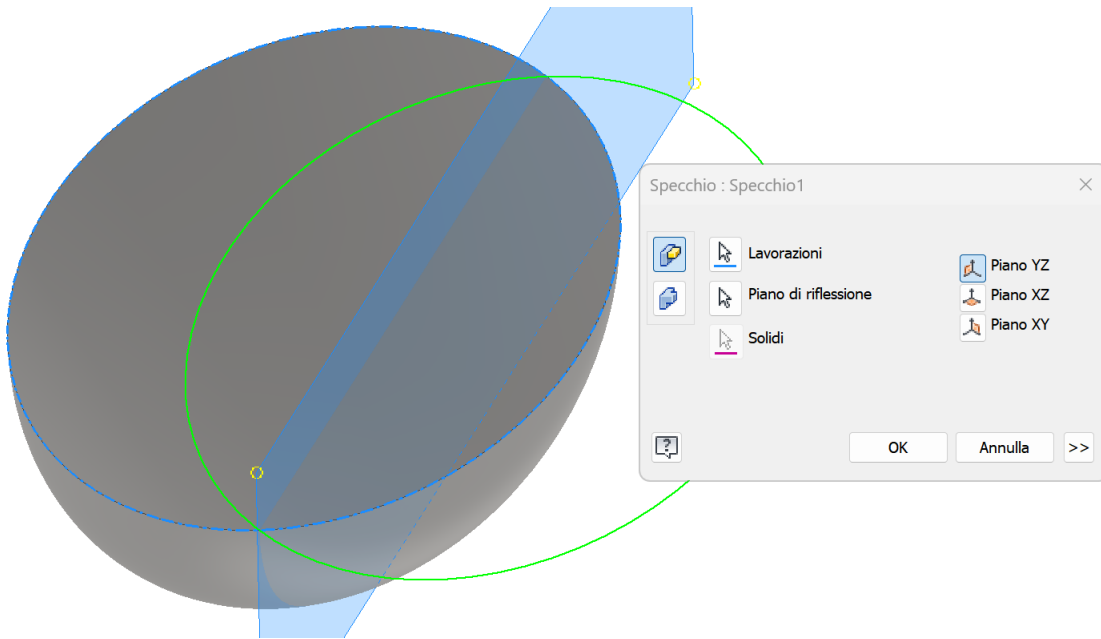 Specchio : Specchio1
Lavorazioni
Piano di riflessione
Solidi
Piano YZ
Piano XZ
Piano XY
?
OK
Annulla
>>